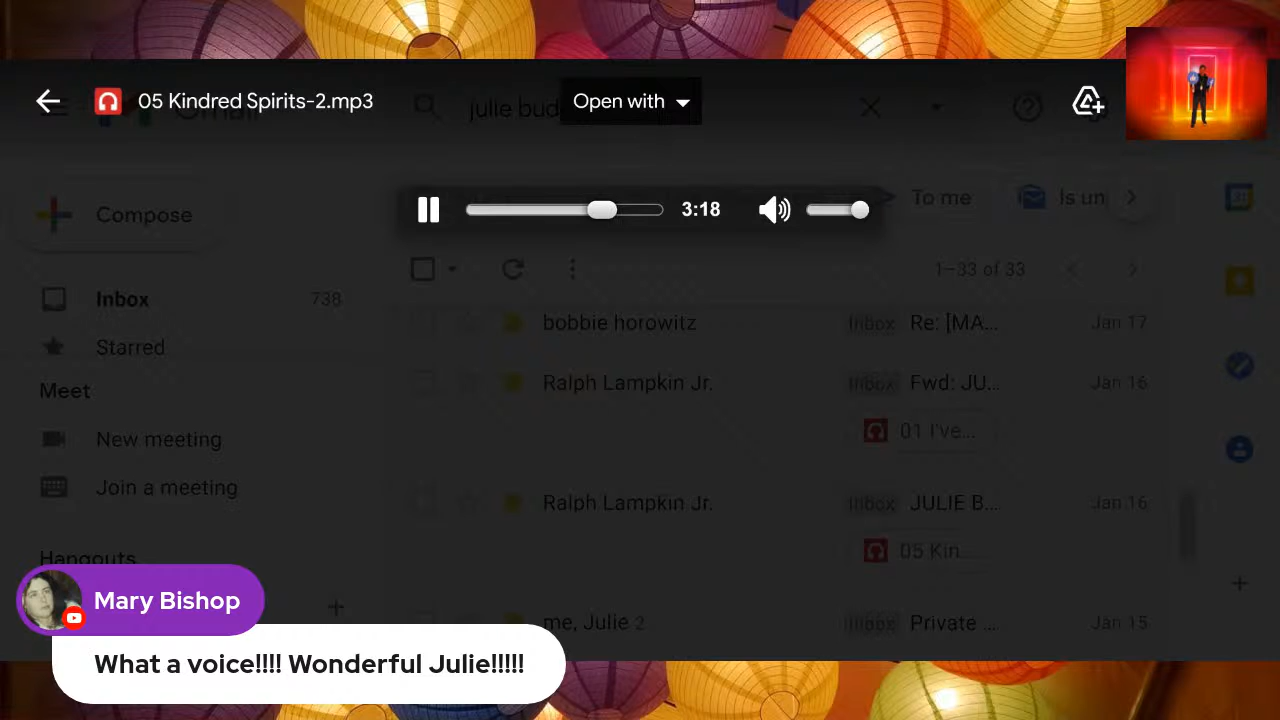 05 Kindred Spirits-2.mp3
Gmail
julie bud
Open with
3:18
Compose
To me
Is un
1–33 of 33
Inbox 738
bobbie horowitz Inbox Re: [MA... Jan 17
Starred
Ralph Lampkin Jr. Inbox Fwd: JU... Jan 16
Meet
01 I've...
New meeting
Join a meeting
Ralph Lampkin Jr. Inbox JULIE B... Jan 16
05 Kin...
Hangouts
me, Julie 2 Inbox Private ... Jan 15
Mary Bishop
What a voice!!!! Wonderful Julie!!!!!